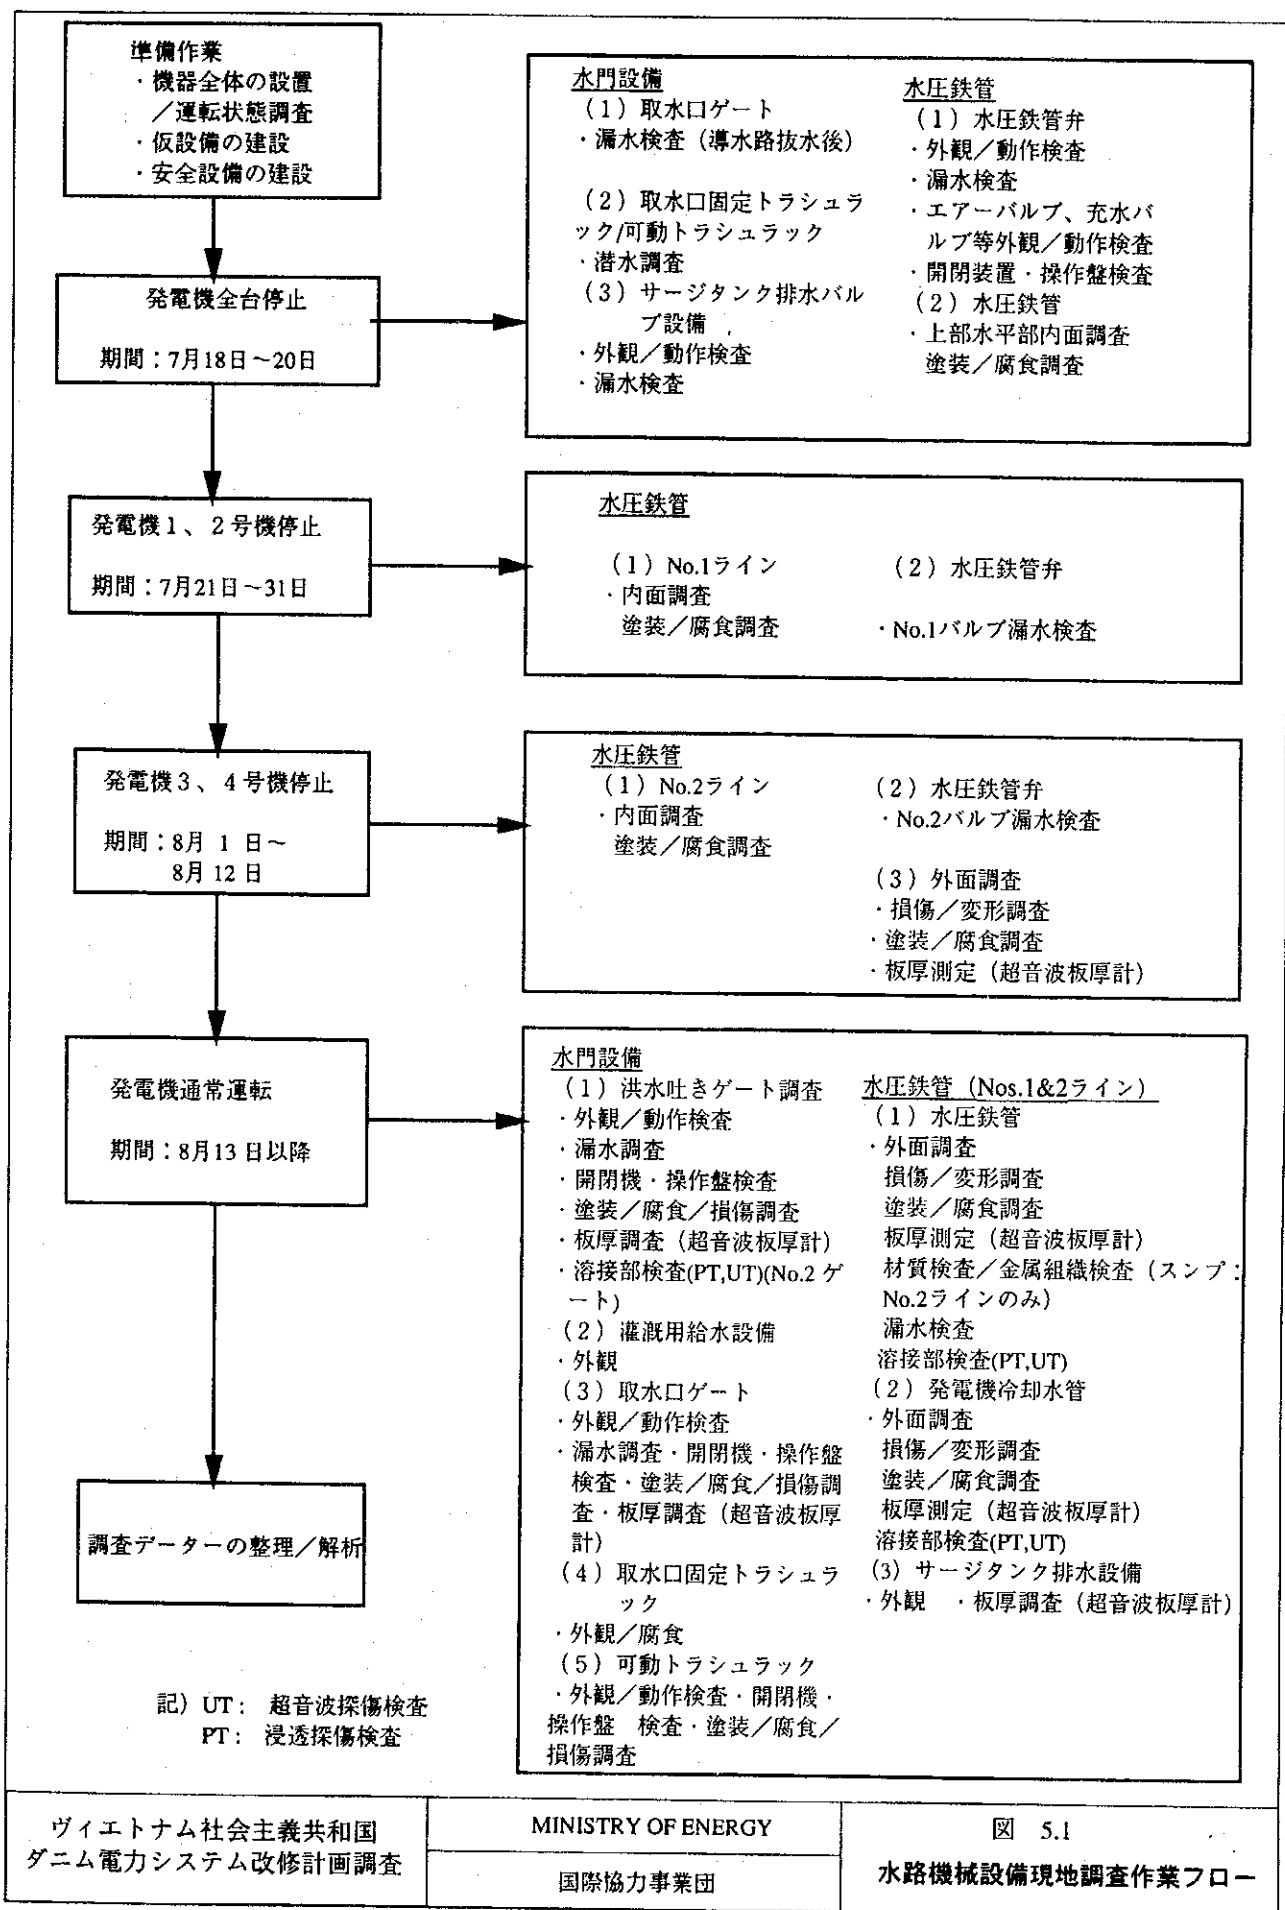 準備作業
・機器全体の設置
／運転状態調査
・仮設備の建設
・安全設備の建設
発電機全台停止
期間：7月18日～20日
水門設備
（1）取水口ゲート
・漏水検査（導水路抜水後）
（2）取水口固定トラシュラ
ック/可動トラシュラック
・潜水調査
（3）サージタンク排水バル
ブ設備
・外観／動作検査
・漏水検査
水圧鉄管
（1）水圧鉄管弁
・外観／動作検査
・漏水検査
・エアーバルブ、充水バ
ルブ等外観／動作検査
・開閉装置・操作盤検査
（2）水圧鉄管
・上部水平部内面調査
塗装／腐食調査
発電機１、２号機停止
期間：7月21日～31日
水圧鉄管
（1）No.1ライン
・内面調査
塗装／腐食調査
（2）水圧鉄管弁
・No.1バルブ漏水検査
発電機３、４号機停止
期間：8月 1 日～
8月 12 日
水圧鉄管
（1）No.2ライン
・内面調査
塗装／腐食調査
（2）水圧鉄管弁
・No.2バルブ漏水検査
（3）外面調査
・損傷／変形調査
・塗装／腐食調査
・板厚測定（超音波板厚計）
発電機通常運転
期間：8月13 日以降
水門設備
（1）洪水吐きゲート調査
・外観／動作検査
・漏水調査
・開閉機・操作盤検査
・塗装／腐食／損傷調査
・板厚調査（超音波板厚計）
・溶接部検査(PT,UT)(No.2 ゲ
ート)
（2）灌漑用給水設備
・外観
（3）取水口ゲート
・外観／動作検査
・漏水調査・開閉機・操作盤
検査・塗装／腐食／損傷調
査・板厚調査（超音波板厚
計）
（4）取水口固定トラシュラ
ック
・外観／腐食
（5）可動トラシュラック
・外観／動作検査・開閉機・
操作盤 検査・塗装／腐食／
損傷調査
水圧鉄管（Nos.1&2ライン）
（1）水圧鉄管
・外面調査
損傷／変形調査
塗装／腐食調査
板厚測定（超音波板厚計）
材質検査／金属組織検査（スンプ：
No.2ラインのみ）
漏水検査
溶接部検査(PT,UT)
（2）発電機冷却水管
・外面調査
損傷／変形調査
塗装／腐食調査
板厚測定（超音波板厚計）
溶接部検査(PT,UT)
（3）サージタンク排水設備
・外観 ・板厚調査（超音波板厚計）
調査データーの整理／解析
記）UT： 超音波探傷検査
PT： 浸透探傷検査
ヴィエトナム社会主義共和国
ダニム電力システム改修計画調査
MINISTRY OF ENERGY
国際協力事業団
図 5.1
水路機械設備現地調査作業フロー